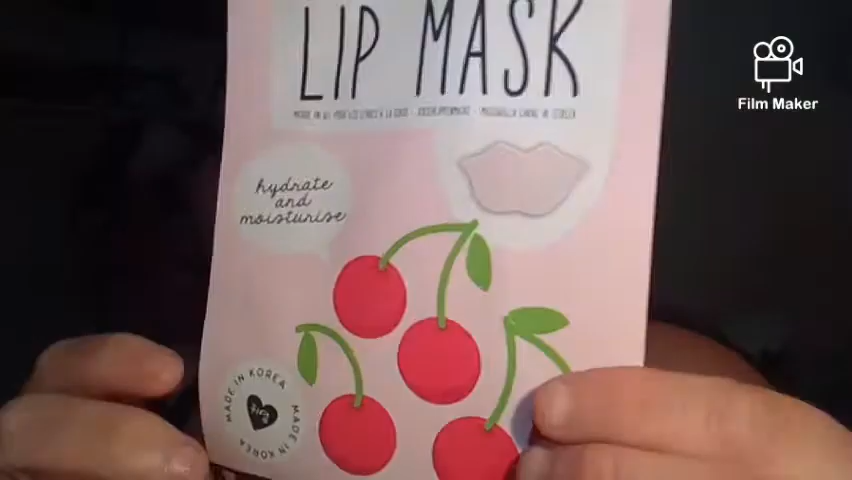 LIP MASK
hydrate
and
moisturise
MADE IN KOREA
MADE IN KOREA
Film Maker